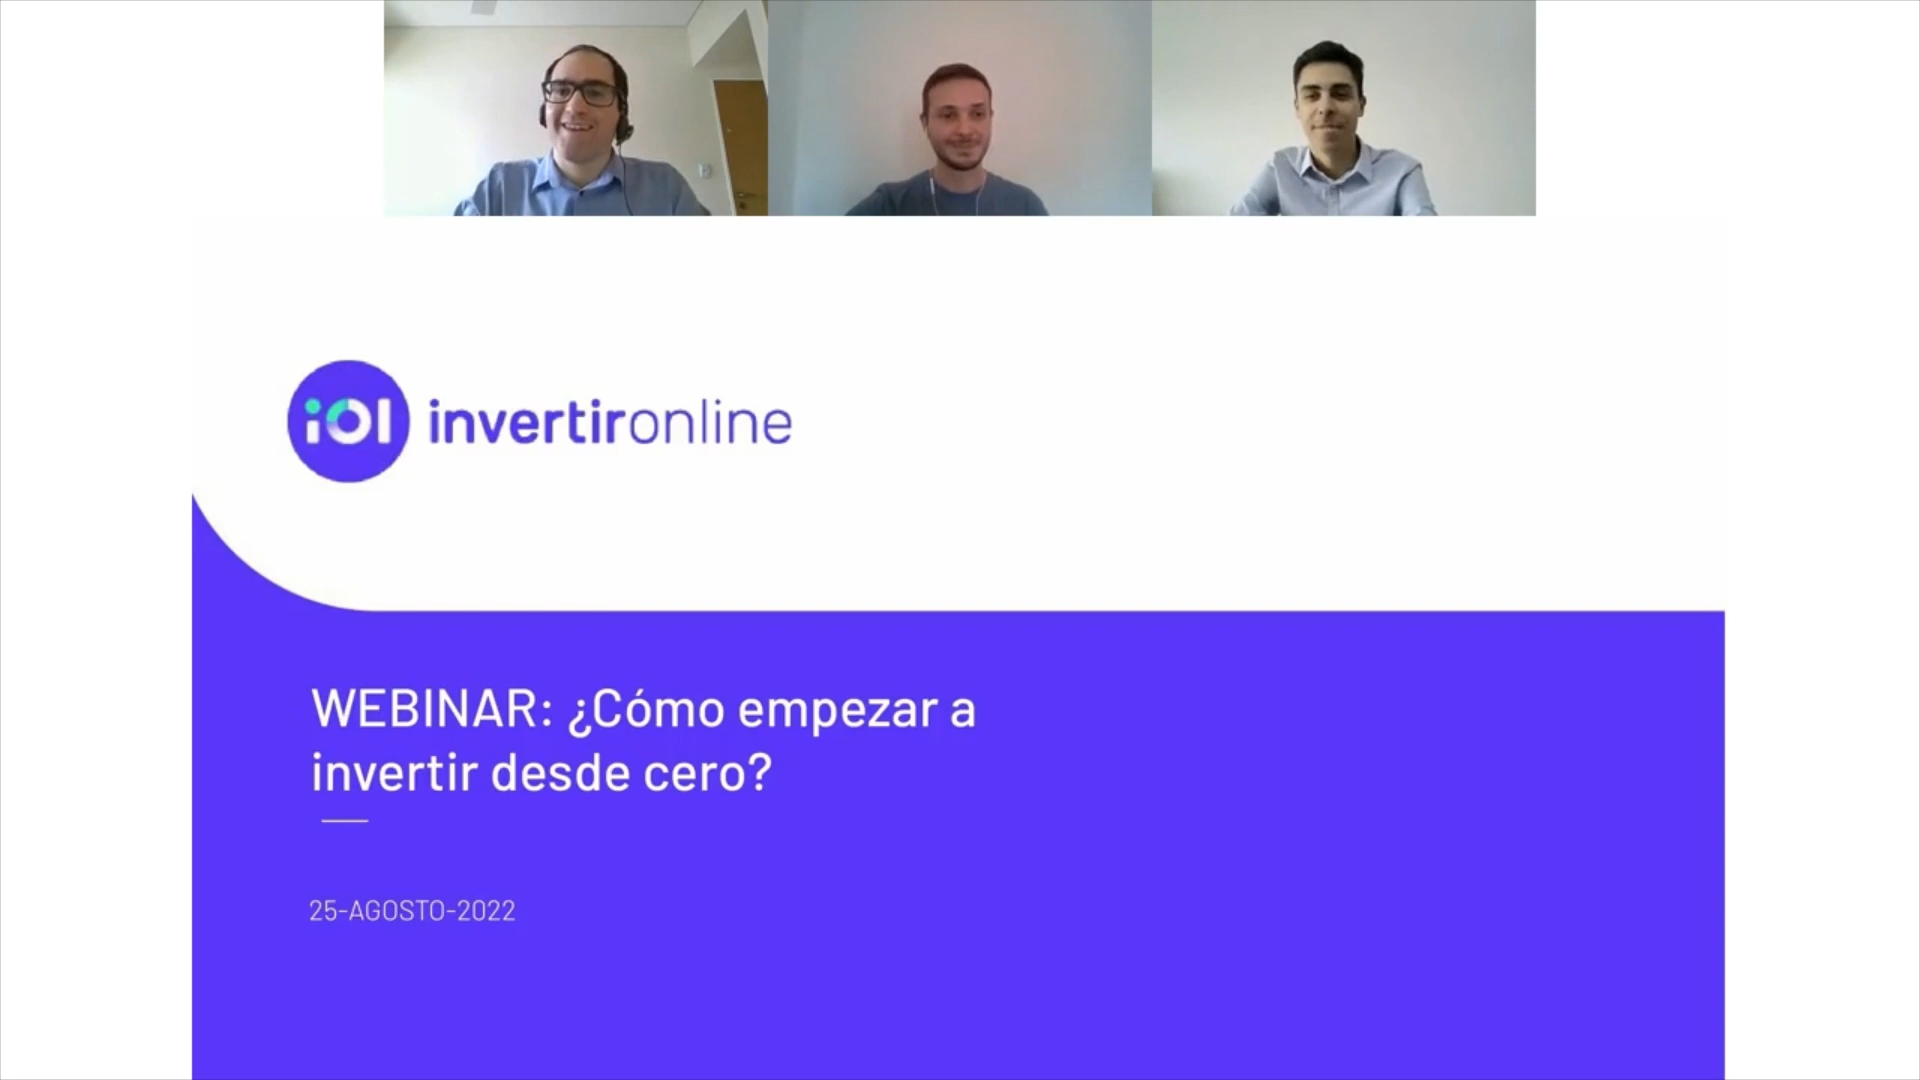 iol invertironline
WEBINAR: ¿Cómo empezar a
invertir desde cero?
25-AGOSTO-2022